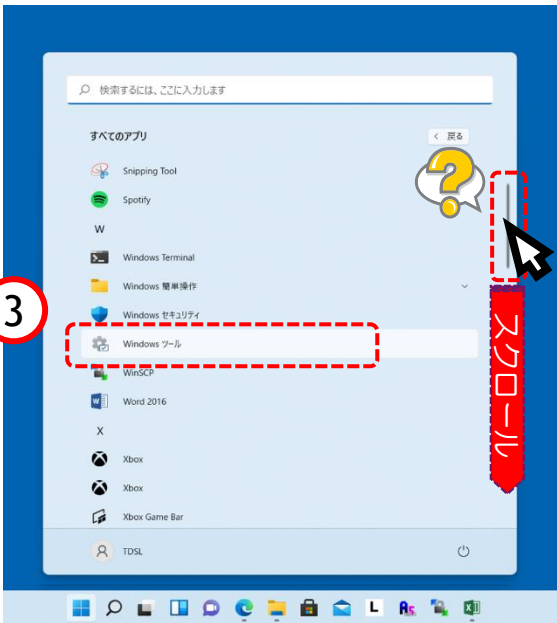 検索するには、ここに入力します
すべてのアプリ
< 戻る
?
Snipping Tool
Spotify
W
Windows Terminal
Windows 簡単操作
Windows セキュリティ
3
Windows ツール
WinSCP
Word 2016
X
Xbox
Xbox
Xbox Game Bar
スクロール
TDSL
L
As